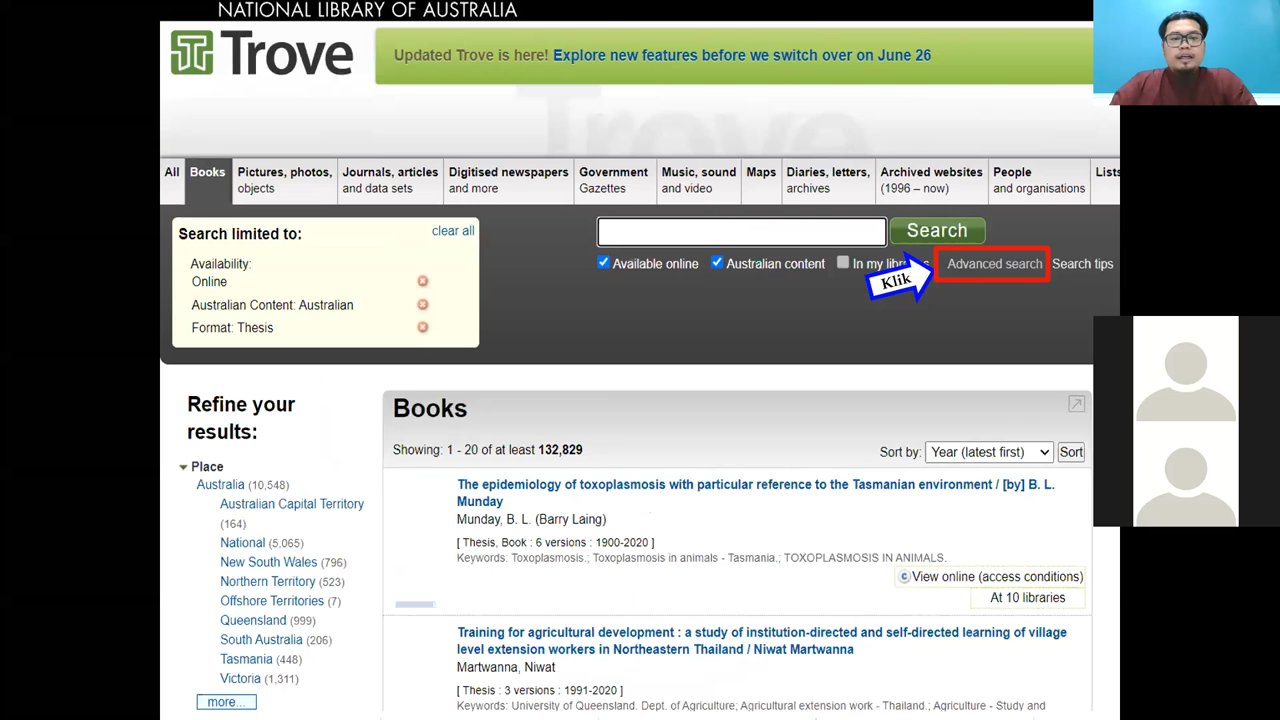 NATIONAL LIBRARY OF AUSTRALIA
Trove
Updated Trove is here! Explore new features before we switch over on June 26
Trove
All
Books
Pictures, photos,
objects
Journals, articles
and data sets
Digitised newspapers
and more
Government
Gazettes
Music, sound
and video
Maps
Diaries, letters,
archives
Archived websites
(1996 – now)
People
and organisations
Lists
Search limited to:
clear all
Availability:
Online
Australian Content: Australian
Format: Thesis
Search
Available online
Australian content
In my
Advanced search
Search tips
Klik
Refine your
results:
Place
Australia (10,548)
Australian Capital Territory
(164)
National (5,065)
New South Wales (796)
Northern Territory (523)
Offshore Territories (7)
Queensland (999)
South Australia (206)
Tasmania (448)
Victoria (1,311)
more...
Books
Showing: 1 - 20 of at least 132,829
Sort by: Year (latest first) Sort
The epidemiology of toxoplasmosis with particular reference to the Tasmanian environment / [by] B. L.
Munday
Munday, B. L. (Barry Laing)
[ Thesis, Book : 6 versions : 1900-2020 ]
Keywords: Toxoplasmosis.; Toxoplasmosis in animals - Tasmania.; TOXOPLASMOSIS IN ANIMALS.
View online (access conditions)
At 10 libraries
Training for agricultural development : a study of institution-directed and self-directed learning of village
level extension workers in Northeastern Thailand / Niwat Martwanna
Martwanna, Niwat
[ Thesis : 3 versions : 1991-2020 ]
Keywords: University of Queensland. Dept. of Agriculture; Agricultural extension work - Thailand.; Agriculture - Study and